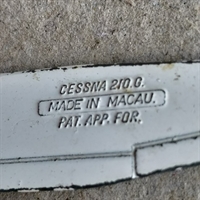 CESSNA 210.G.
MADE IN MACAU.
PAT. APP. FOR.